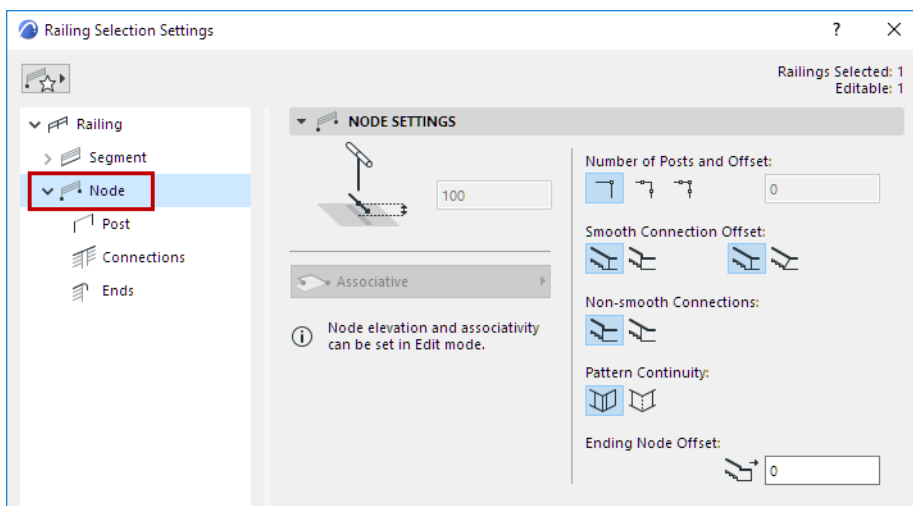 Railing Selection Settings
?
Railings Selected: 1
Editable: 1
Railing
Segment
Node
Post
Connections
Ends
NODE SETTINGS
100
Associative
Node elevation and associativity
can be set in Edit mode.
Number of Posts and Offset:
0
Smooth Connection Offset:
Non-smooth Connections:
Pattern Continuity:
Ending Node Offset:
0